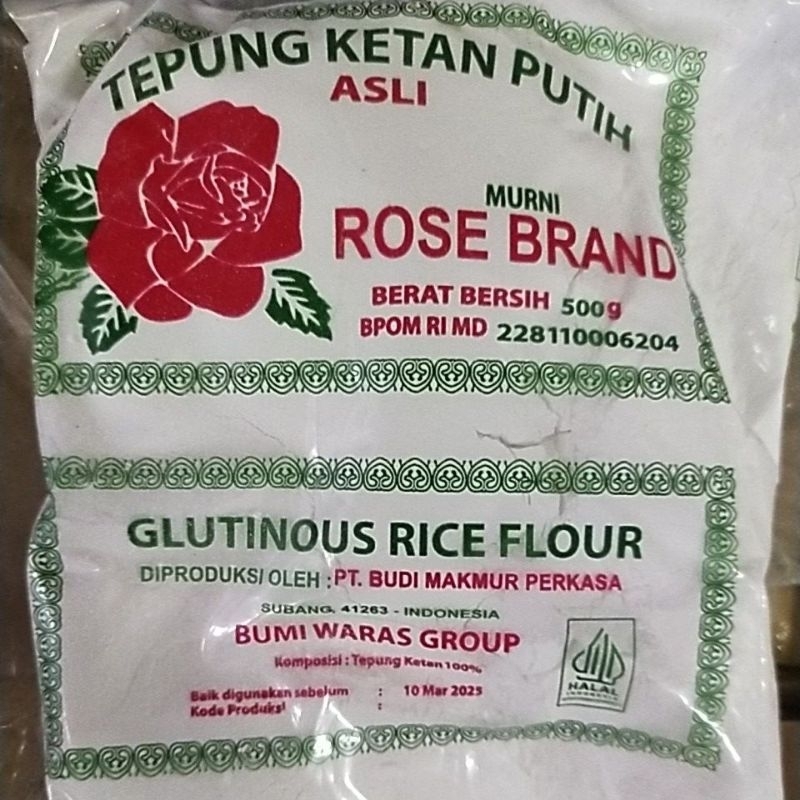 TEPUNG KETAN PUTIH
ASLI
MURNI
ROSE BRAND
BERAT BERSIH 500g
BPOM RI MD 228110006204
GLUTINOUS RICE FLOUR
DIPRODUKSI OLEH : PT. BUDI MAKMUR PERKASA
SUBANG. 41263 - INDONESIA
BUMI WARAS GROUP
Komposisi : Tepung Ketan 100%
HALAL
INDONESIA
Baik digunakan sebelum : 10 Mar 2025
Kode Produksi :